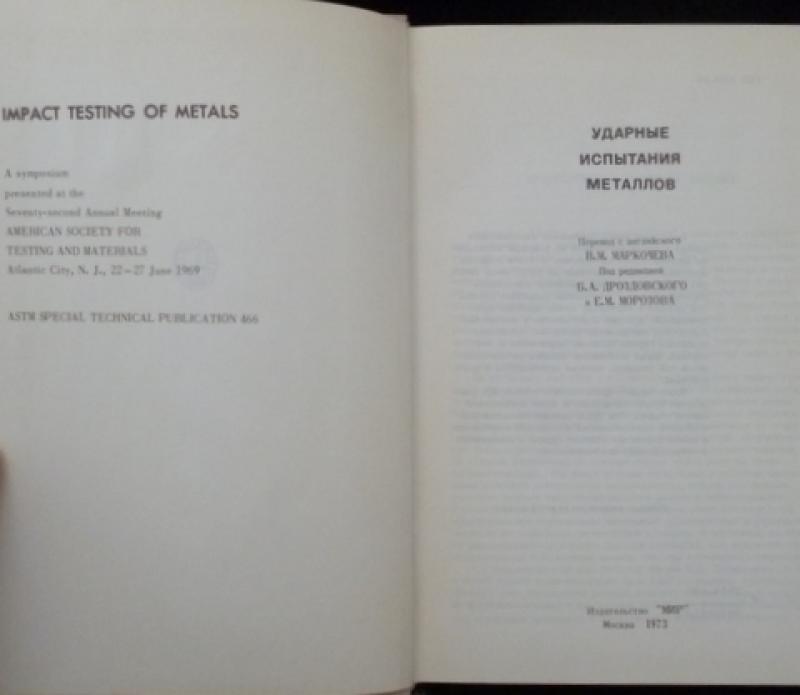 IMPACT TESTING OF METALS
A symposium
presented at the
Seventy-second Annual Meeting
AMERICAN SOCIETY FOR
TESTING AND MATERIALS
Atlantic City, N. J., 22-27 June 1969
ASTM SPECIAL TECHNICAL PUBLICATION 466
УДАРНЫЕ
ИСПЫТАНИЯ
МЕТАЛЛОВ
Перевод с английского
В.М. МАРКОЧЕВА
Под редакцией
Б.А. ДРОЗДОВСКОГО
и Е.М. МОРОЗОВА
Издательство "МИР"
Москва 1973